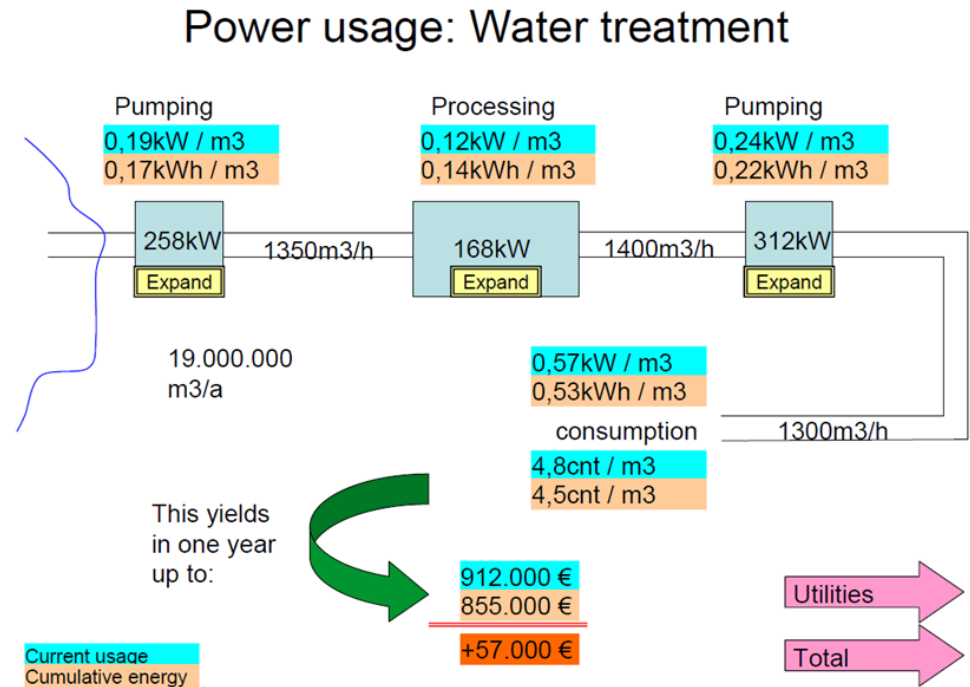 Power usage: Water treatment
Pumping
0,19kW / m3
0,17kWh / m3
Processing
0,12kW / m3
0,14kWh / m3
Pumping
0,24kW / m3
0,22kWh / m3
258kW
Expand
1350m3/h
168kW
Expand
1400m3/h
312kW
Expand
19.000.000
m3/a
0,57kW / m3
0,53kWh / m3
consumption
1300m3/h
4,8cnt / m3
4,5cnt / m3
This yields
in one year
up to:
912.000 €
855.000 €
+57.000 €
Utilities
Total
Current usage
Cumulative energy